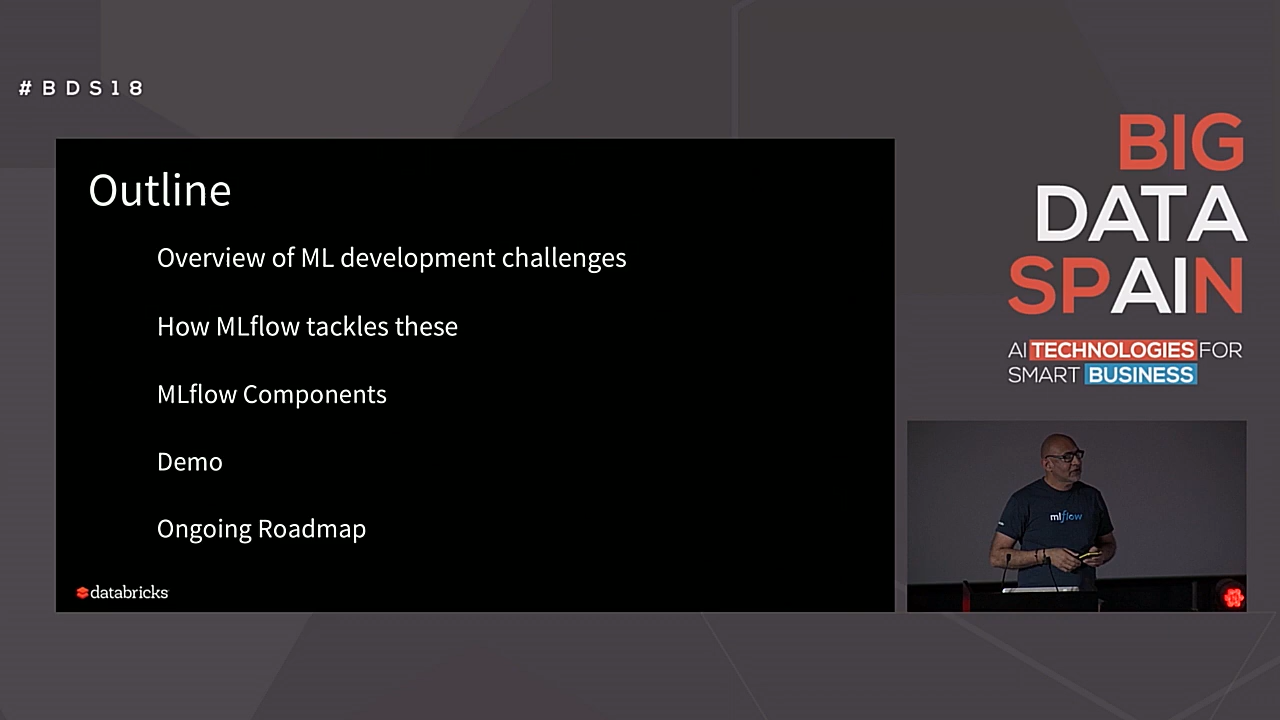 #BDS18
Outline
Overview of ML development challenges
How MLflow tackles these
MLflow Components
Demo
Ongoing Roadmap
databricks
BIG
DATA
SPAIN
AI TECHNOLOGIES FOR
SMART BUSINESS
mlflow